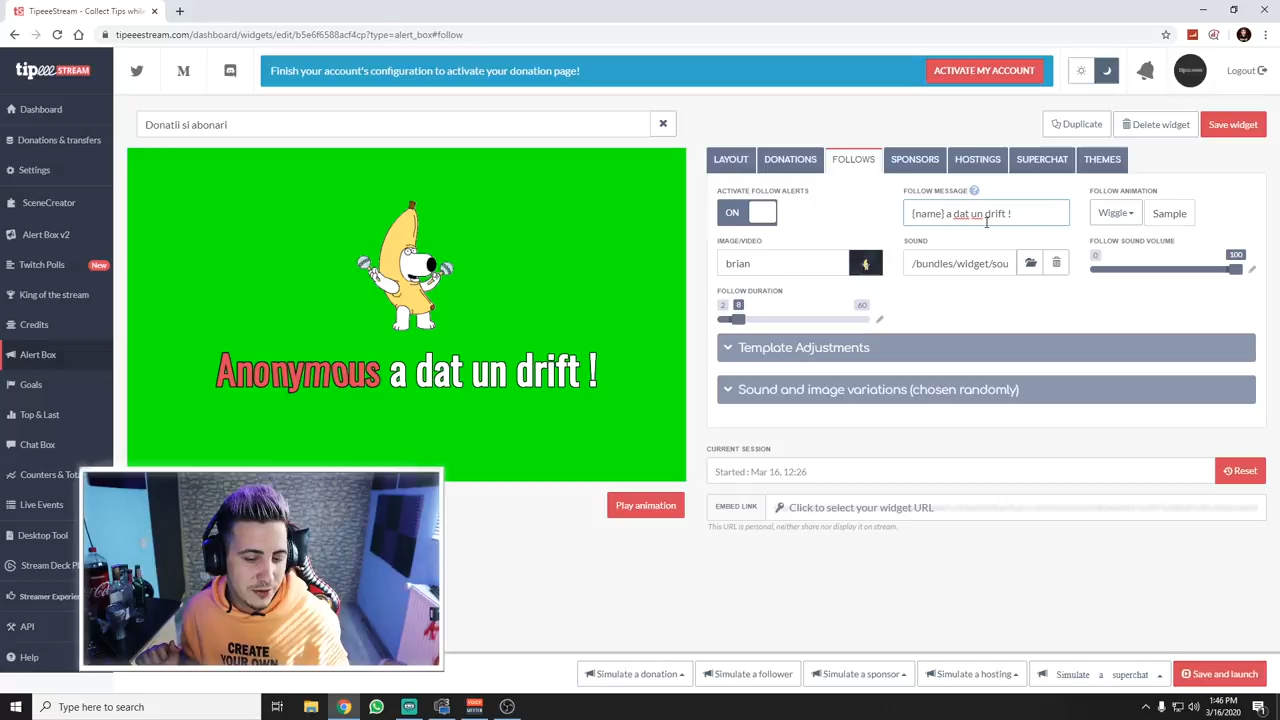 TipeeeStream: Tips while
tipeeestream.com/dashboard/widgets/edit/b5e6f6588acf4cp?type=alert_box#follow
tipeeeSTREAM
Finish your account's configuration to activate your donation page!
ACTIVATE MY ACCOUNT
Logout
Dashboard
Donations & transfers
Settings
SceneCreator
Alert Box v2
Twitch Polls
New
King of the stream
Credits
Alert Box
Goals
Top & Last
Chat Box
Counters & Tota
Live Events
Desktop Tool
Stream Deck Pl
Streamer Experien
API
Help
Donatii si abonari
Duplicate
Delete widget
Save widget
Anonymous a dat un drift !
Play animation
LAYOUT
DONATIONS
FOLLOWS
SPONSORS
HOSTINGS
SUPERCHAT
THEMES
ACTIVATE FOLLOW ALERTS
ON
FOLLOW MESSAGE
{name} a dat un drift !
FOLLOW ANIMATION
Wiggle
Sample
IMAGE/VIDEO
brian
SOUND
/bundles/widget/sou
FOLLOW SOUND VOLUME
0
100
FOLLOW DURATION
2
8
60
Template Adjustments
Sound and image variations (chosen randomly)
CURRENT SESSION
Started : Mar 16, 12:26
Reset
EMBED LINK
Click to select your widget URL
This URL is personal, neither share nor display it on stream.
CREATE
YOUR OWN
Simulate a donation
Simulate a follower
Simulate a sponsor
Simulate a hosting
Simulate a superchat
Save and launch
Type here to search
1:46 PM
3/16/2020